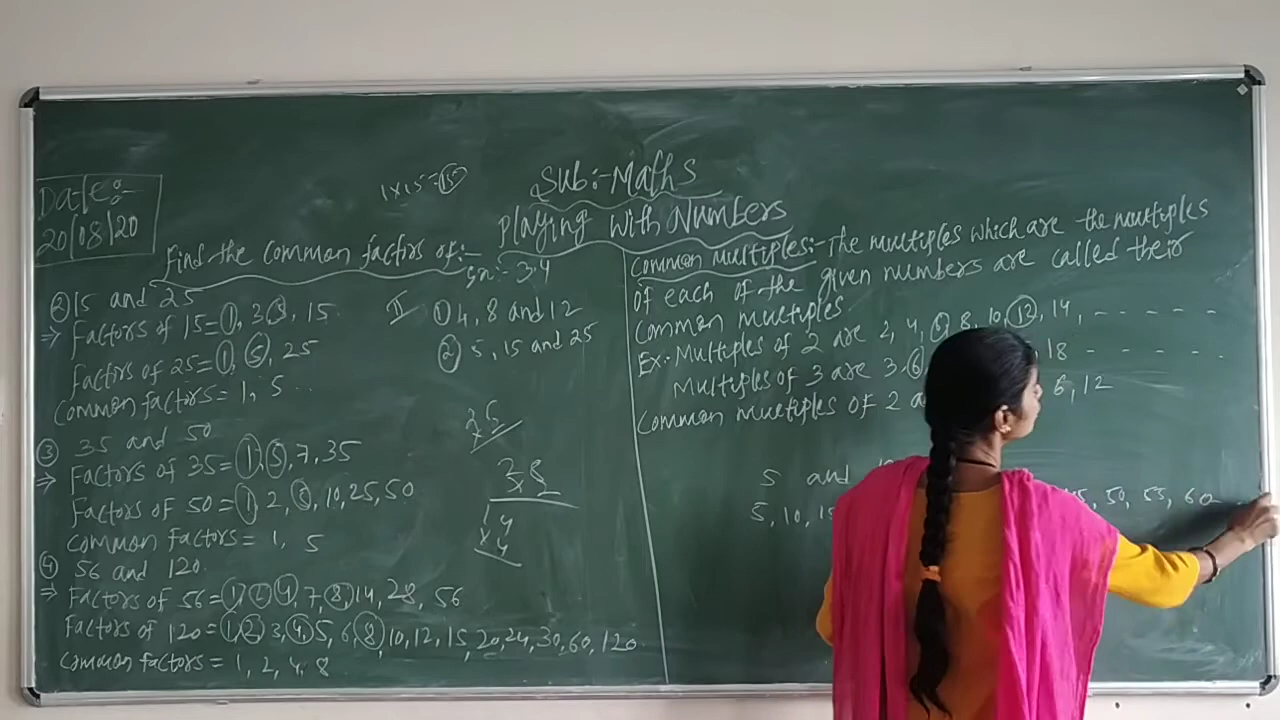 Date:-
20/08/20
1x15=15
Sub:-Maths
Playing with Numbers
Find the common factors of:-
Ex:- 3.4
② 15 and 25
⇒ Factors of 15=1, 3, 5, 15.
Factors of 25=1, 5, 25
Common factors= 1, 5
③ 35 and 50
⇒ Factors of 35=1, 5, 7, 35
Factors of 50=1, 2, 5, 10, 25, 50
Common factors= 1, 5
④ 56 and 120.
⇒ Factors of 56=1, 2, 4, 7, 8, 14, 28, 56
Factors of 120=1, 2, 3, 4, 5, 6, 8, 10, 12, 15, 20, 24, 30, 60, 120
Common factors= 1, 2, 4, 8
II ① 4, 8 and 12
② 5, 15 and 25
Common multiples:- The multiples which are the multiples
of each of the given numbers are called their
Common multiples
Ex:- Multiples of 2 are 2, 4, 6, 8, 10, 12, 14, - - - - -
Multiples of 3 are 3, 6 18 - - - - -
Common multiples of 2 6, 12
5 and
5, 10, 50, 55, 60